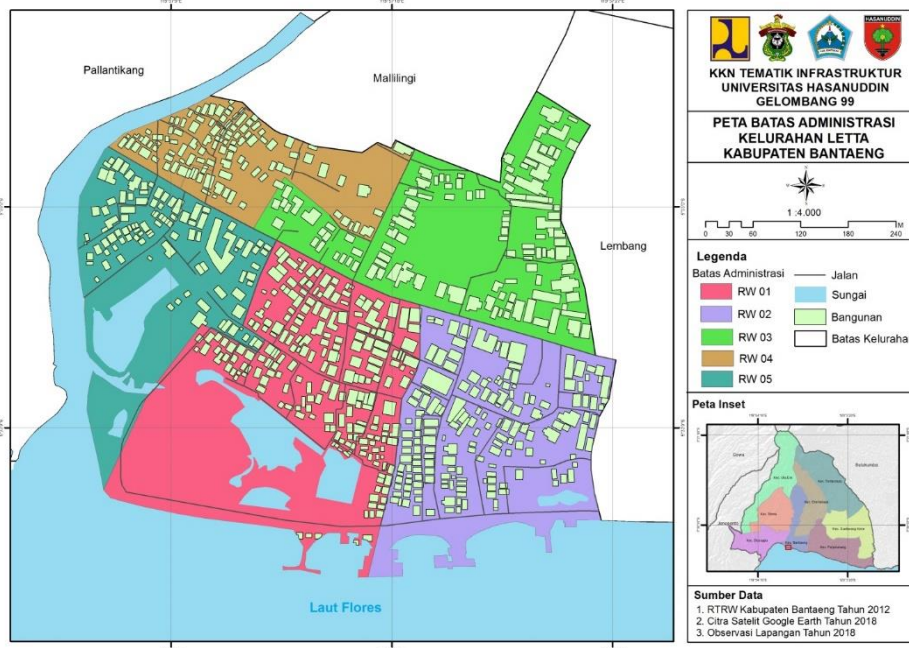 Pallantikang
Mallilingi
Lembang
Laut Flores
HASANUDDIN
KKN TEMATIK INFRASTRUKTUR
UNIVERSITAS HASANUDDIN
GELOMBANG 99
PETA BATAS ADMINISTRASI
KELURAHAN LETTA
KABUPATEN BANTAENG
1:4.000
0 30 60 120 180 240
M
Legenda
Batas Administrasi
RW 01
RW 02
RW 03
RW 04
RW 05
Jalan
Sungai
Bangunan
Batas Kelurahan
Peta Inset
Sumber Data
1. RTRW Kabupaten Bantaeng Tahun 2012
2. Citra Satelit Google Earth Tahun 2018
3. Observasi Lapangan Tahun 2018